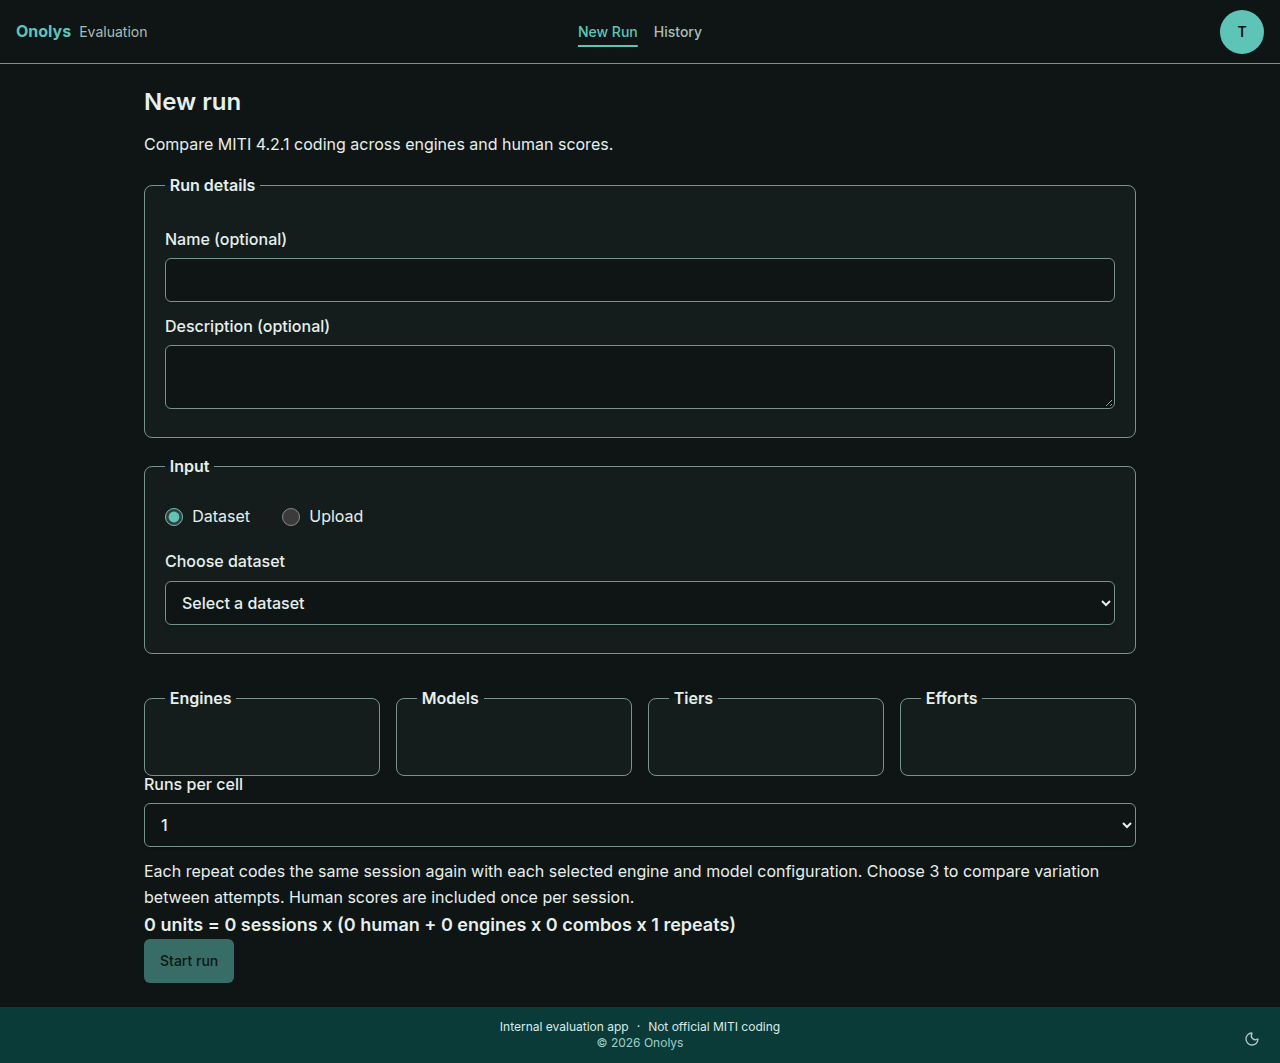 Onolys Evaluation
New Run History
T
New run
Compare MITI 4.2.1 coding across engines and human scores.
Run details
Name (optional)
Description (optional)
Input
Dataset Upload
Choose dataset
Select a dataset
Engines Models Tiers Efforts
Runs per cell
1
Each repeat codes the same session again with each selected engine and model configuration. Choose 3 to compare variation
between attempts. Human scores are included once per session.
0 units = 0 sessions x (0 human + 0 engines x 0 combos x 1 repeats)
Start run
Internal evaluation app · Not official MITI coding
© 2026 Onolys